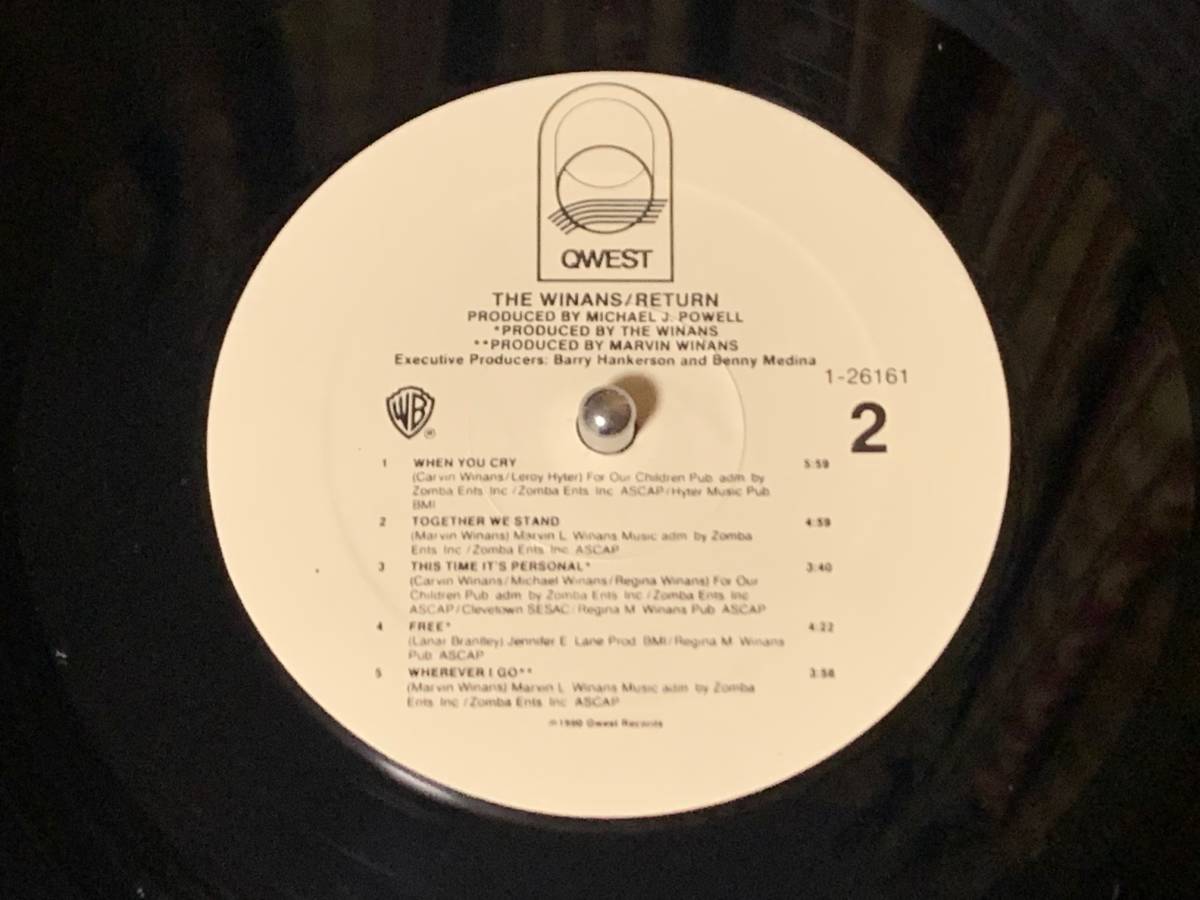 QWEST
THE WINANS/RETURN
PRODUCED BY MICHAEL J. POWELL
*PRODUCED BY THE WINANS
**PRODUCED BY MARVIN WINANS
Executive Producers: Barry Hankerson and Benny Medina
1-26161
WB®
2
1 WHEN YOU CRY 5:59
(Carvin Winans/Leroy Hyter) For Our Children Pub. adm. by
Zomba Ents. Inc./Zomba Ents. Inc. ASCAP/Hyter Music Pub.
BMI
2 TOGETHER WE STAND 4:59
(Marvin Winans) Marvin L. Winans Music adm. by Zomba
Ents. Inc./Zomba Ents. Inc. ASCAP
3 THIS TIME IT'S PERSONAL* 3:40
(Carvin Winans/Michael Winans/Regina Winans) For Our
Children Pub. adm. by Zomba Ents. Inc./Zomba Ents. Inc.
ASCAP/Clevetown SESAC/Regina M. Winans Pub. ASCAP
4 FREE* 4:22
(Lanar Brantley) Jennifer E. Lane Prod. BMI/Regina M. Winans
Pub. ASCAP
5 WHEREVER I GO** 3:58
(Marvin Winans) Marvin L. Winans Music adm. by Zomba
Ents. Inc./Zomba Ents. Inc. ASCAP
℗1990 Qwest Records